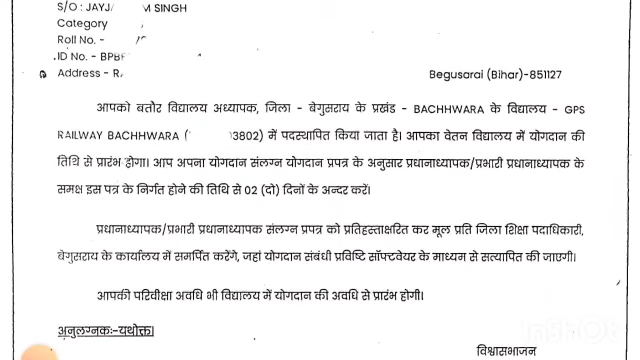 S/O : JAYJ M SINGH
Category
Roll No. -
ID No. - BPBF
Address - R Begusarai (Bihar)-851127
आपको बतौर विद्यालय अध्यापक, जिला - बेगुसराय के प्रखंड - BACHHWARA के विद्यालय - GPS
RAILWAY BACHHWARA ( 3802) में पदस्थापित किया जाता है। आपका वेतन विद्यालय में योगदान की
तिथि से प्रारंभ होगा। आप अपना योगदान संलग्न योगदान प्रपत्र के अनुसार प्रधानाध्यापक/प्रभारी प्रधानाध्यापक के
समक्ष इस पत्र के निर्गत होने की तिथि से 02 (दो) दिनों के अन्दर करें।
प्रधानाध्यापक/प्रभारी प्रधानाध्यापक संलग्न प्रपत्र को प्रतिहस्ताक्षरित कर मूल प्रति जिला शिक्षा पदाधिकारी,
बेगुसराय के कार्यालय में समर्पित करेंगे, जहां योगदान संबंधी प्रविष्टि सॉफ्टवेयर के माध्यम से सत्यापित की जाएगी।
आपकी परिवीक्षा अवधि भी विद्यालय में योगदान की अवधि से प्रारंभ होगी।
अनुलग्नकः-यथोक्त।
विश्वासभाजन